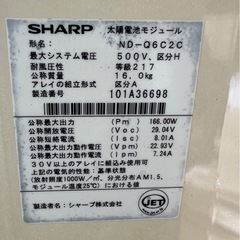 SHARP 太陽電池モジュール
形名: ND-Q6C2C
最大システム電圧 500V、区分H
耐風圧性 等級217
質量 16.0kg
アレイの組立形式 区分A
製造番号 101A36698
公称最大出力 (Pm) 166.00W
公称開放電圧 (Voc) 29.04V
公称短絡電流 (Isc) 8.01A
公称最大出力動作電圧 (Vpm) 22.93V
公称最大出力動作電流 (Ipm) 7.24A
30V以上のアレイに組込み使用可
上記の電気的性能は、基準状態
(放射照度1000W/㎡、分光分布AM1.5、
モジュール温度25℃)における値
製造者:シャープ株式会社
JET